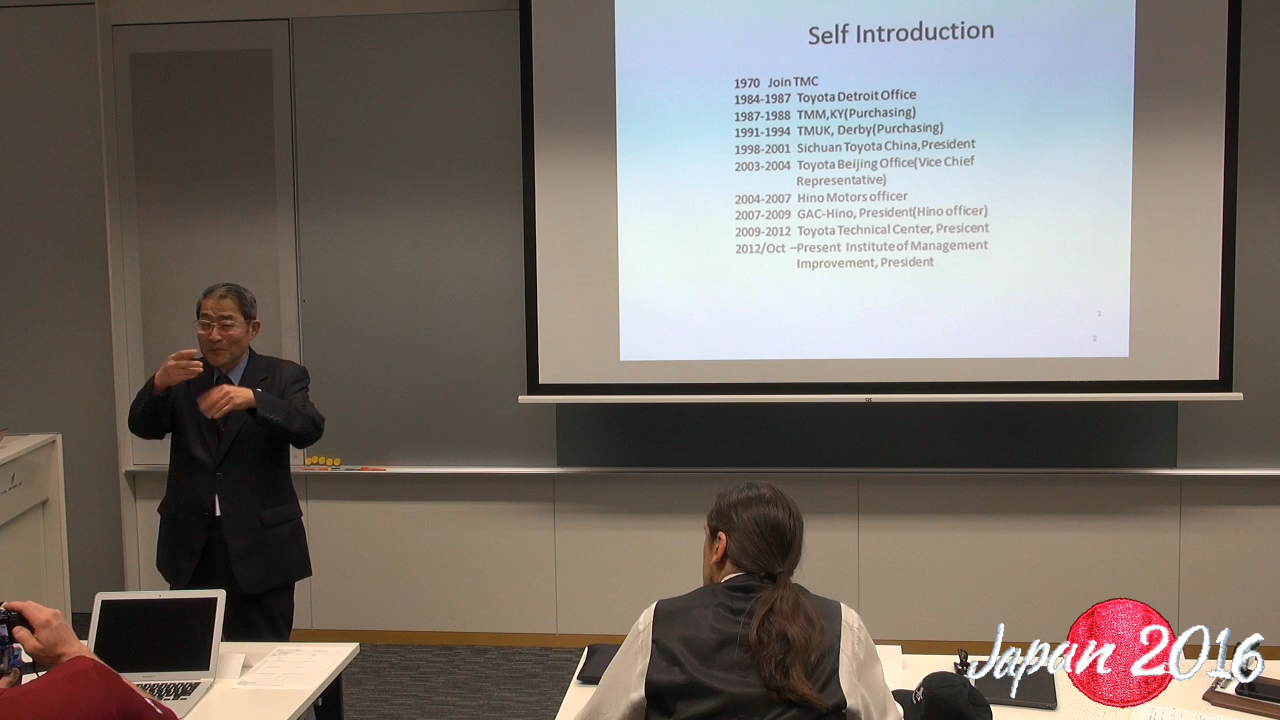 Self Introduction
1970 Join TMC
1984-1987 Toyota Detroit Office
1987-1988 TMM,KY(Purchasing)
1991-1994 TMUK, Derby(Purchasing)
1998-2001 Sichuan Toyota China,President
2003-2004 Toyota Beijing Office(Vice Chief
Representative)
2004-2007 Hino Motors officer
2007-2009 GAC-Hino, President(Hino officer)
2009-2012 Toyota Technical Center, Presicent
2012/Oct –Present Institute of Management
Improvement, President
2
2
Japan 2016